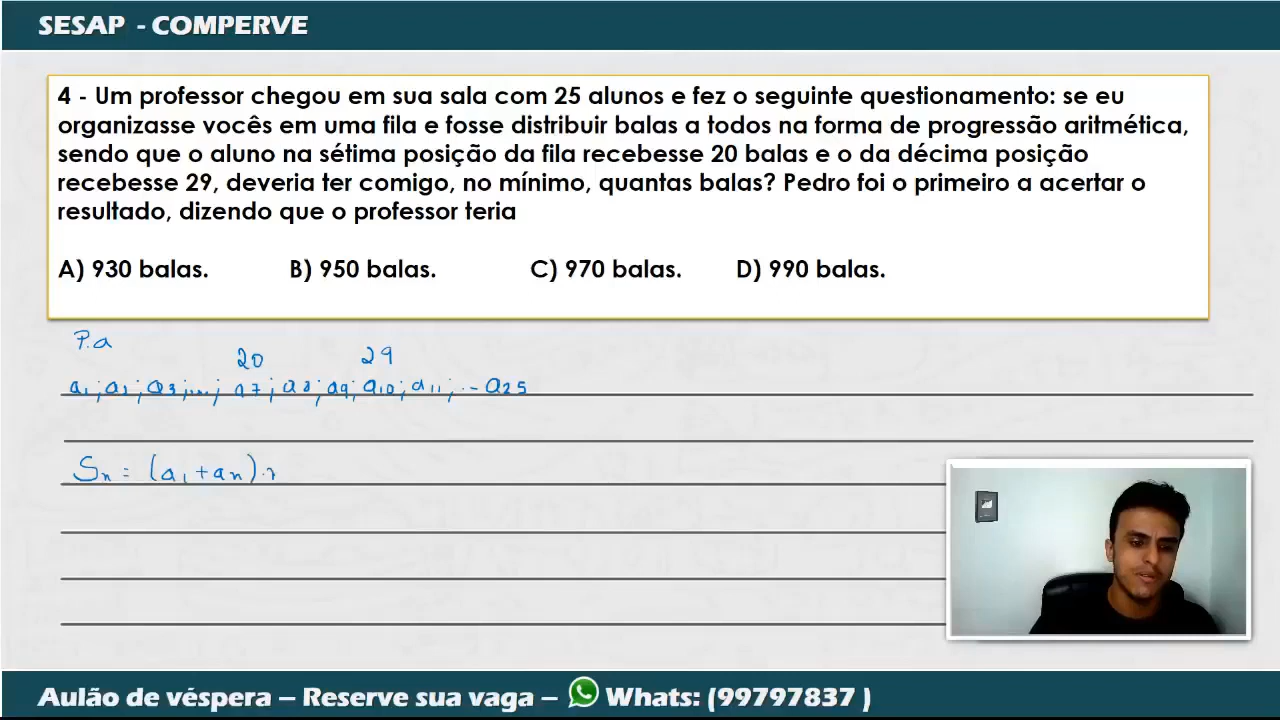 SESAP - COMPERVE
4 - Um professor chegou em sua sala com 25 alunos e fez o seguinte questionamento: se eu
organizasse vocês em uma fila e fosse distribuir balas a todos na forma de progressão aritmética,
sendo que o aluno na sétima posição da fila recebesse 20 balas e o da décima posição
recebesse 29, deveria ter comigo, no mínimo, quantas balas? Pedro foi o primeiro a acertar o
resultado, dizendo que o professor teria
A) 930 balas. B) 950 balas. C) 970 balas. D) 990 balas.
P.a
20 29
a1; a2; a3; ...; a7; a8; a9; a10; a11; ... a25
Sn = (a1 + an).
Aulão de véspera – Reserve sua vaga – Whats: (99797837 )